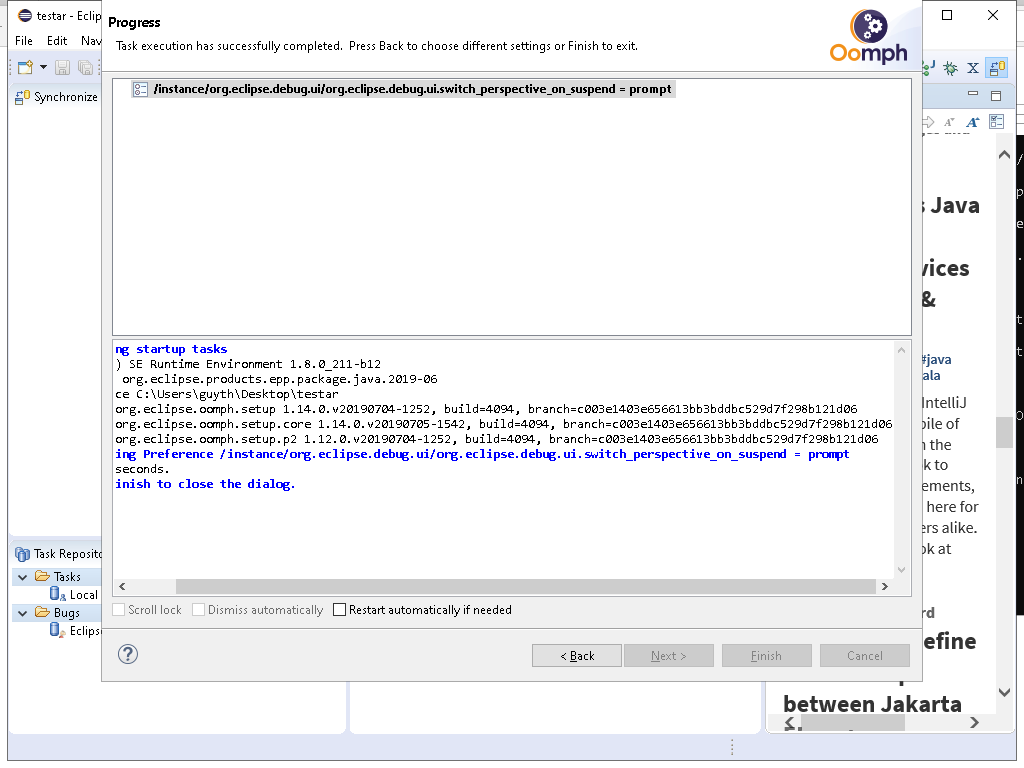 testar - Eclip
File Edit Nav
Synchronize
Progress
Task execution has successfully completed. Press Back to choose different settings or Finish to exit.
Oomph
/instance/org.eclipse.debug.ui/org.eclipse.debug.ui.switch_perspective_on_suspend = prompt
ng startup tasks
) SE Runtime Environment 1.8.0_211-b12
org.eclipse.products.epp.package.java.2019-06
ce C:\Users\guyth\Desktop\testar
org.eclipse.oomph.setup 1.14.0.v20190704-1252, build=4094, branch=c003e1403e656613bb3bddbc529d7f298b121d06
org.eclipse.oomph.setup.core 1.14.0.v20190705-1542, build=4094, branch=c003e1403e656613bb3bddbc529d7f298b121d06
org.eclipse.oomph.setup.p2 1.12.0.v20190704-1252, build=4094, branch=c003e1403e656613bb3bddbc529d7f298b121d06
ing Preference /instance/org.eclipse.debug.ui/org.eclipse.debug.ui.switch_perspective_on_suspend = prompt
seconds.
inish to close the dialog.
Scroll lock Dismiss automatically Restart automatically if needed
< Back Next > Finish Cancel
Task Reposito
Tasks
Local
Bugs
Eclips
s Java
vices
&
#java
ala
IntelliJ
pile of
n the
ok to
ements,
here for
ers alike.
ok at
rd
efine
between Jakarta